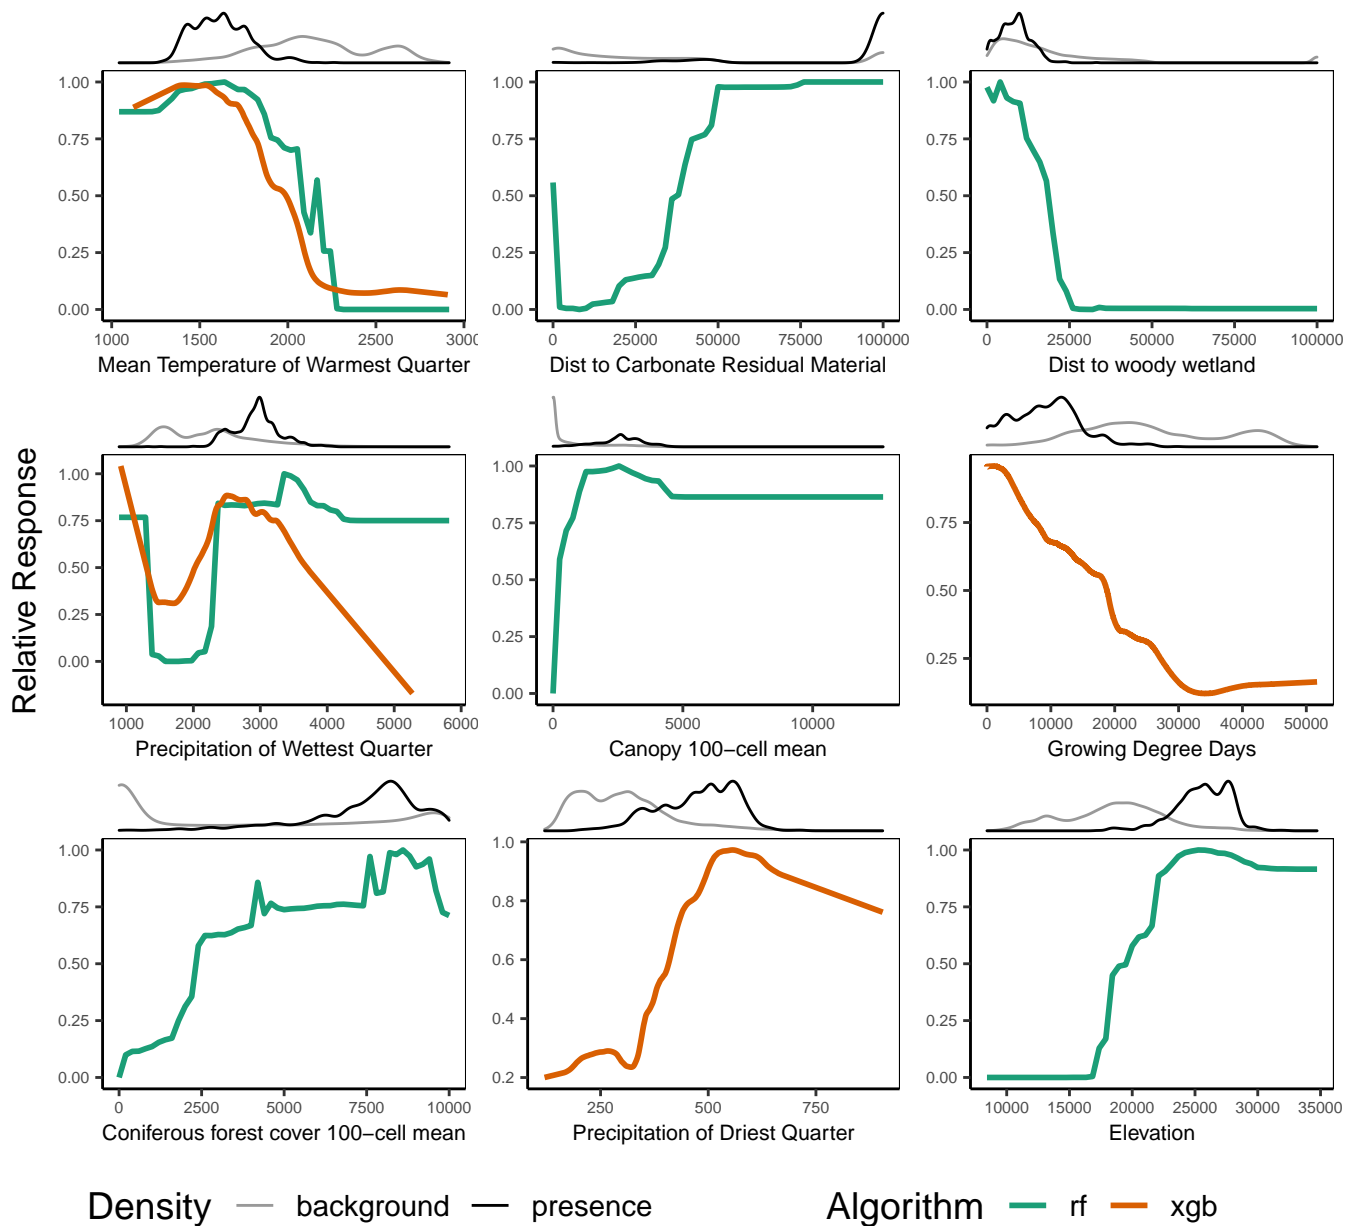 1.00
0.75
0.50
0.25
0.00
1000 1500 2000 2500 3000
Mean Temperature of Warmest Quarter
1.00
0.75
0.50
0.25
0.00
0 25000 50000 75000 100000
Dist to Carbonate Residual Material
1.00
0.75
0.50
0.25
0.00
0 25000 50000 75000 100000
Dist to woody wetland
Relative Response
1.00
0.75
0.50
0.25
0.00
1000 2000 3000 4000 5000 6000
Precipitation of Wettest Quarter
1.00
0.75
0.50
0.25
0.00
0 5000 10000
Canopy 100−cell mean
0.75
0.50
0.25
0 10000 20000 30000 40000 50000
Growing Degree Days
1.00
0.75
0.50
0.25
0.00
0 2500 5000 7500 10000
Coniferous forest cover 100−cell mean
1.0
0.8
0.6
0.4
0.2
250 500 750
Precipitation of Driest Quarter
1.00
0.75
0.50
0.25
0.00
10000 15000 20000 25000 30000 35000
Elevation
Density background presence Algorithm rf xgb